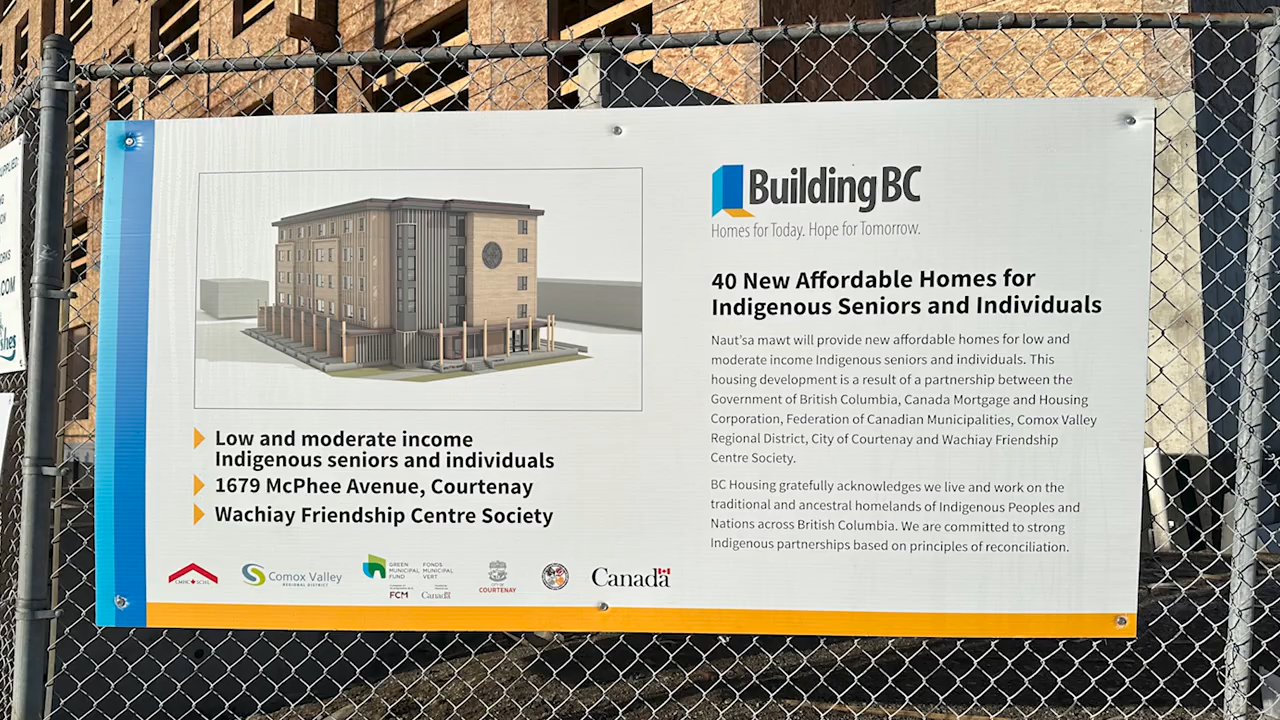 UPPLIED
ORKS
.COM
BuildingBC
Homes for Today. Hope for Tomorrow.
40 New Affordable Homes for
Indigenous Seniors and Individuals
Naut'sa mawt will provide new affordable homes for low and
moderate income Indigenous seniors and individuals. This
housing development is a result of a partnership between the
Government of British Columbia, Canada Mortgage and Housing
Corporation, Federation of Canadian Municipalities, Comox Valley
Regional District, City of Courtenay and Wachiay Friendship
Centre Society.
BC Housing gratefully acknowledges we live and work on the
traditional and ancestral homelands of Indigenous Peoples and
Nations across British Columbia. We are committed to strong
Indigenous partnerships based on principles of reconciliation.
Low and moderate income
Indigenous seniors and individuals
1679 McPhee Avenue, Courtenay
Wachiay Friendship Centre Society
CMHC SCHL
Comox Valley
REGIONAL DISTRICT
GREEN MUNICIPAL FUND
FONDS MUNICIPAL VERT
FCM
Canada
CITY OF
COURTENAY
Canada